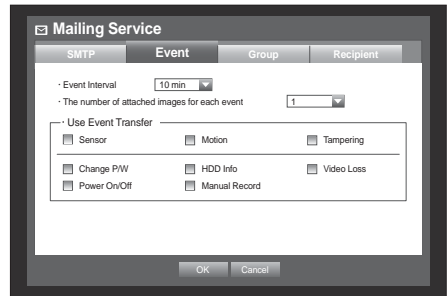 Mailing Service
SMTP Event Group Recipient
· Event Interval 10 min
· The number of attached images for each event 1
· Use Event Transfer
Sensor Motion Tampering
Change P/W HDD Info Video Loss
Power On/Off Manual Record
OK Cancel